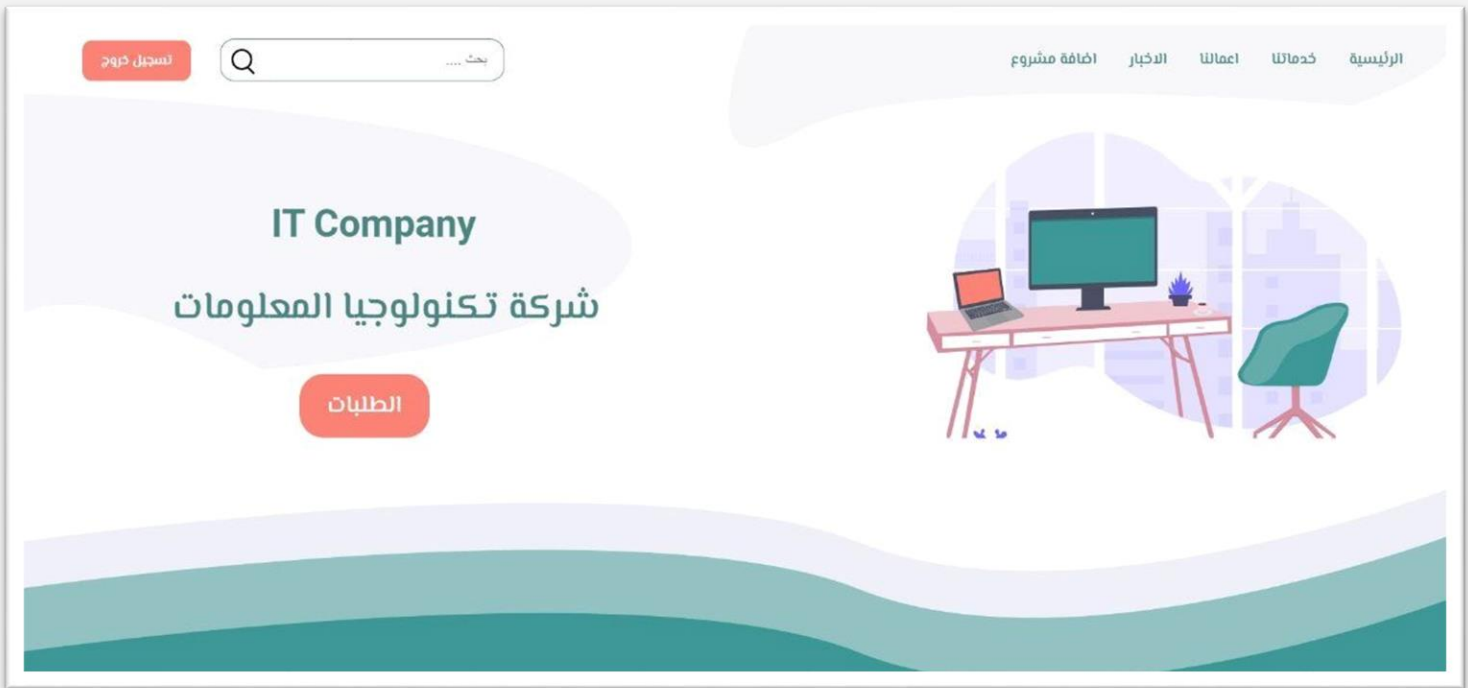 الرئيسية
خدماتنا
اعمالنا
الاخبار
اضافة مشروع
بحث ....
تسجيل خروج
IT Company
شركة تكنولوجيا المعلومات
الطلبات